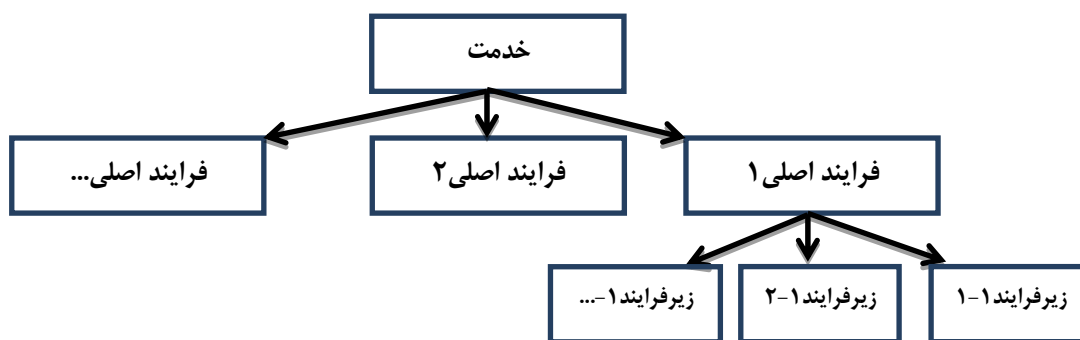 خدمت
فرایند اصلی۱
فرایند اصلی۲
فرایند اصلی...
زیرفرایند۱-۱
زیرفرایند۱-۲
زیرفرایند۱-...